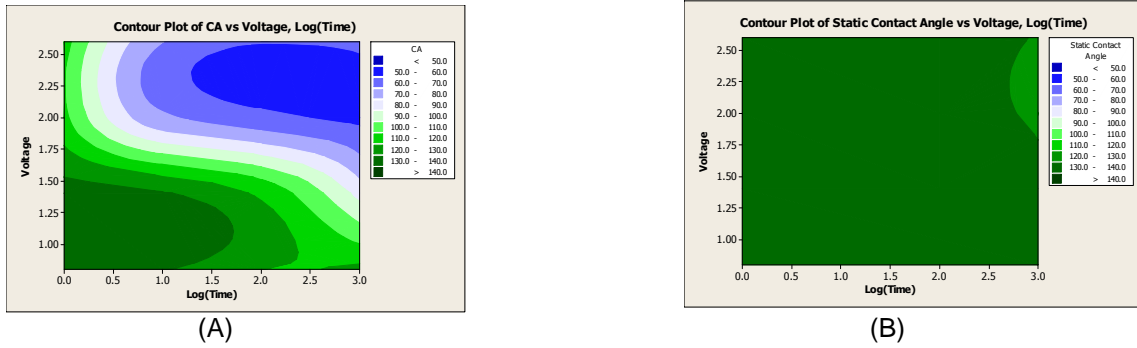 Contour Plot of CA vs Voltage, Log(Time)
CA
< 50.0
50.0 - 60.0
60.0 - 70.0
70.0 - 80.0
80.0 - 90.0
90.0 - 100.0
100.0 - 110.0
110.0 - 120.0
120.0 - 130.0
130.0 - 140.0
> 140.0
Voltage
2.50
2.25
2.00
1.75
1.50
1.25
1.00
0.0 0.5 1.0 1.5 2.0 2.5 3.0
Log(Time)
(A)
Contour Plot of Static Contact Angle vs Voltage, Log(Time)
Static Contact
Angle
< 50.0
50.0 - 60.0
60.0 - 70.0
70.0 - 80.0
80.0 - 90.0
90.0 - 100.0
100.0 - 110.0
110.0 - 120.0
120.0 - 130.0
130.0 - 140.0
> 140.0
Voltage
2.50
2.25
2.00
1.75
1.50
1.25
1.00
0.0 0.5 1.0 1.5 2.0 2.5 3.0
Log(Time)
(B)